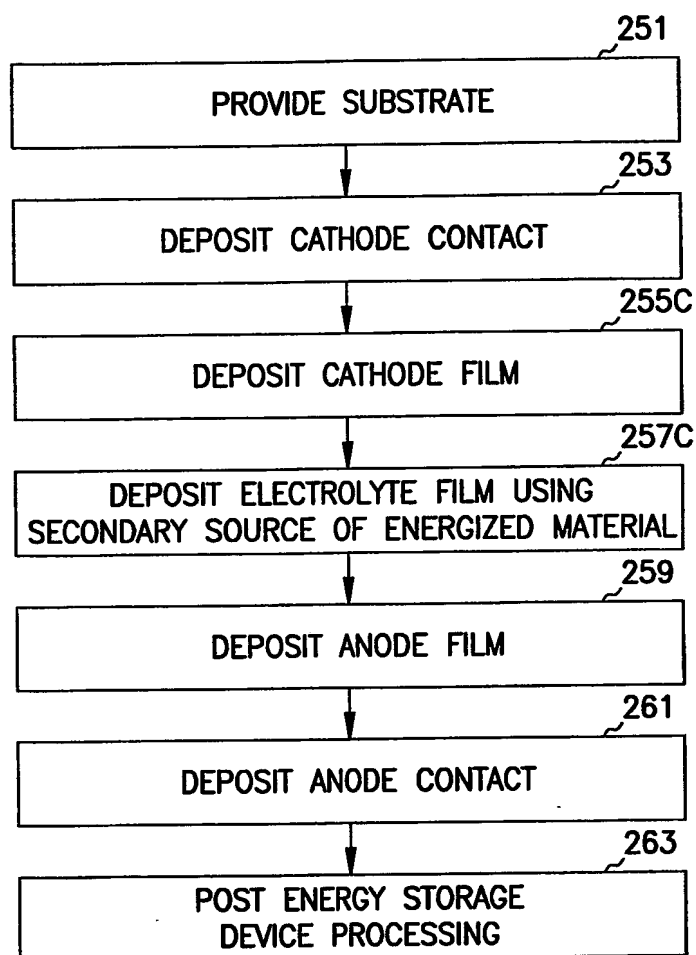 251
PROVIDE SUBSTRATE
253
DEPOSIT CATHODE CONTACT
255C
DEPOSIT CATHODE FILM
257C
DEPOSIT ELECTROLYTE FILM USING
SECONDARY SOURCE OF ENERGIZED MATERIAL
259
DEPOSIT ANODE FILM
261
DEPOSIT ANODE CONTACT
263
POST ENERGY STORAGE
DEVICE PROCESSING